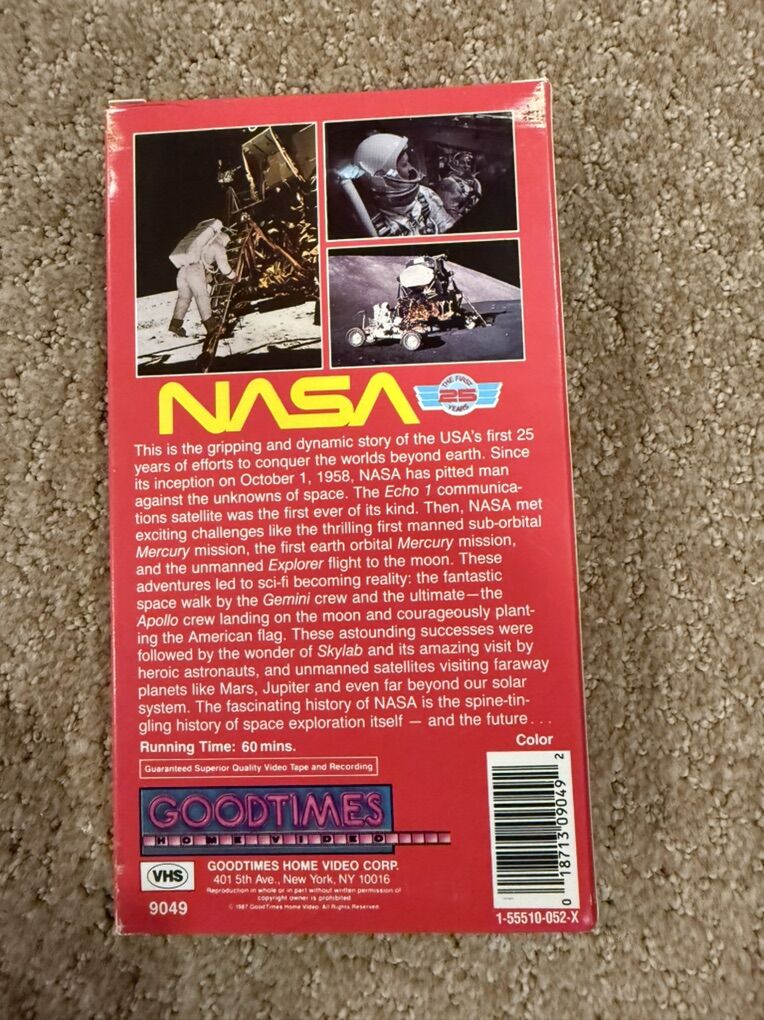 NASA
THE FIRST
25
YEARS
This is the gripping and dynamic story of the USA's first 25
years of efforts to conquer the worlds beyond earth. Since
its inception on October 1, 1958, NASA has pitted man
against the unknowns of space. The Echo 1 communica-
tions satellite was the first ever of its kind. Then, NASA met
exciting challenges like the thrilling first manned sub-orbital
Mercury mission, the first earth orbital Mercury mission,
and the unmanned Explorer flight to the moon. These
adventures led to sci-fi becoming reality: the fantastic
space walk by the Gemini crew and the ultimate—the
Apollo crew landing on the moon and courageously plant-
ing the American flag. These astounding successes were
followed by the wonder of Skylab and its amazing visit by
heroic astronauts, and unmanned satellites visiting faraway
planets like Mars, Jupiter and even far beyond our solar
system. The fascinating history of NASA is the spine-tin-
gling history of space exploration itself — and the future...
Running Time: 60 mins.
Color
Guaranteed Superior Quality Video Tape and Recording
GOODTIMES
HOME VIDEO
VHS
GOODTIMES HOME VIDEO CORP.
401 5th Ave., New York, NY 10016
Reproduction in whole or in part without written permission of
copyright owner is prohibited
© 1987 GoodTimes Home Video. All Rights Reserved.
9049
0 18713 09049 2
1-55510-052-X